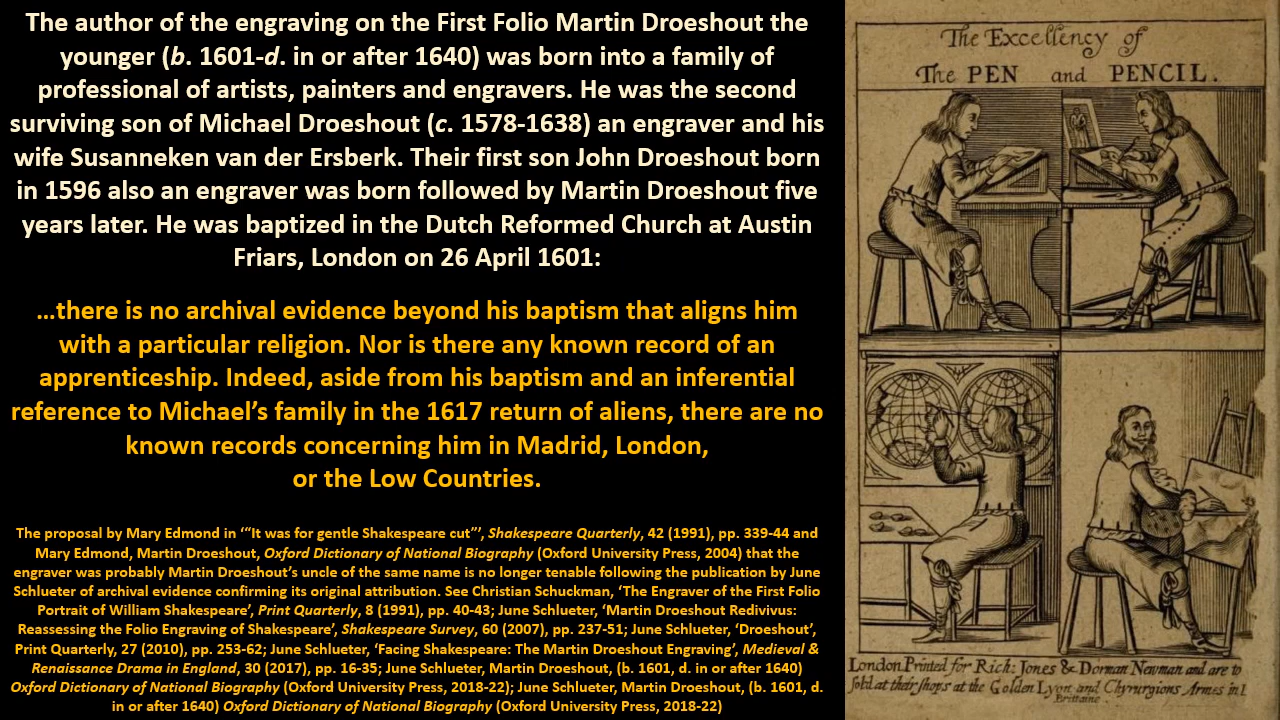 The author of the engraving on the First Folio Martin Droeshout the
younger (b. 1601-d. in or after 1640) was born into a family of
professional of artists, painters and engravers. He was the second
surviving son of Michael Droeshout (c. 1578-1638) an engraver and his
wife Susanneken van der Ersberk. Their first son John Droeshout born
in 1596 also an engraver was born followed by Martin Droeshout five
years later. He was baptized in the Dutch Reformed Church at Austin
Friars, London on 26 April 1601:
…there is no archival evidence beyond his baptism that aligns him
with a particular religion. Nor is there any known record of an
apprenticeship. Indeed, aside from his baptism and an inferential
reference to Michael’s family in the 1617 return of aliens, there are no
known records concerning him in Madrid, London,
or the Low Countries.
The proposal by Mary Edmond in ‘“It was for gentle Shakespeare cut”’, Shakespeare Quarterly, 42 (1991), pp. 339-44 and
Mary Edmond, Martin Droeshout, Oxford Dictionary of National Biography (Oxford University Press, 2004) that the
engraver was probably Martin Droeshout’s uncle of the same name is no longer tenable following the publication by June
Schlueter of archival evidence confirming its original attribution. See Christian Schuckman, ‘The Engraver of the First Folio
Portrait of William Shakespeare’, Print Quarterly, 8 (1991), pp. 40-43; June Schlueter, ‘Martin Droeshout Redivivus:
Reassessing the Folio Engraving of Shakespeare’, Shakespeare Survey, 60 (2007), pp. 237-51; June Schlueter, ‘Droeshout’,
Print Quarterly, 27 (2010), pp. 253-62; June Schlueter, ‘Facing Shakespeare: The Martin Droeshout Engraving’, Medieval &
Renaissance Drama in England, 30 (2017), pp. 16-35; June Schlueter, Martin Droeshout, (b. 1601, d. in or after 1640)
Oxford Dictionary of National Biography (Oxford University Press, 2018-22); June Schlueter, Martin Droeshout, (b. 1601, d.
in or after 1640) Oxford Dictionary of National Biography (Oxford University Press, 2018-22)
The Excellency of
The PEN and PENCIL.
London Printed for Rich: Jones & Dorman Newman and are to
sold at their shops at the Golden Lyon and Chyrurgions Armes in l
Brittaine